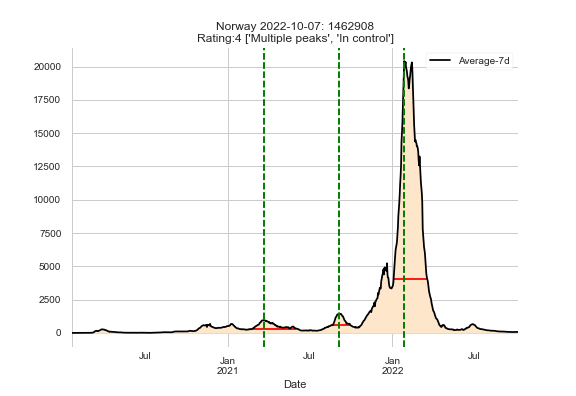 Norway 2022-10-07: 1462908
Rating:4 ['Multiple peaks', 'In control']
Average-7d
20000
17500
15000
12500
10000
7500
5000
2500
0
Jul
Jan
2021
Jul
Jan
2022
Jul
Date